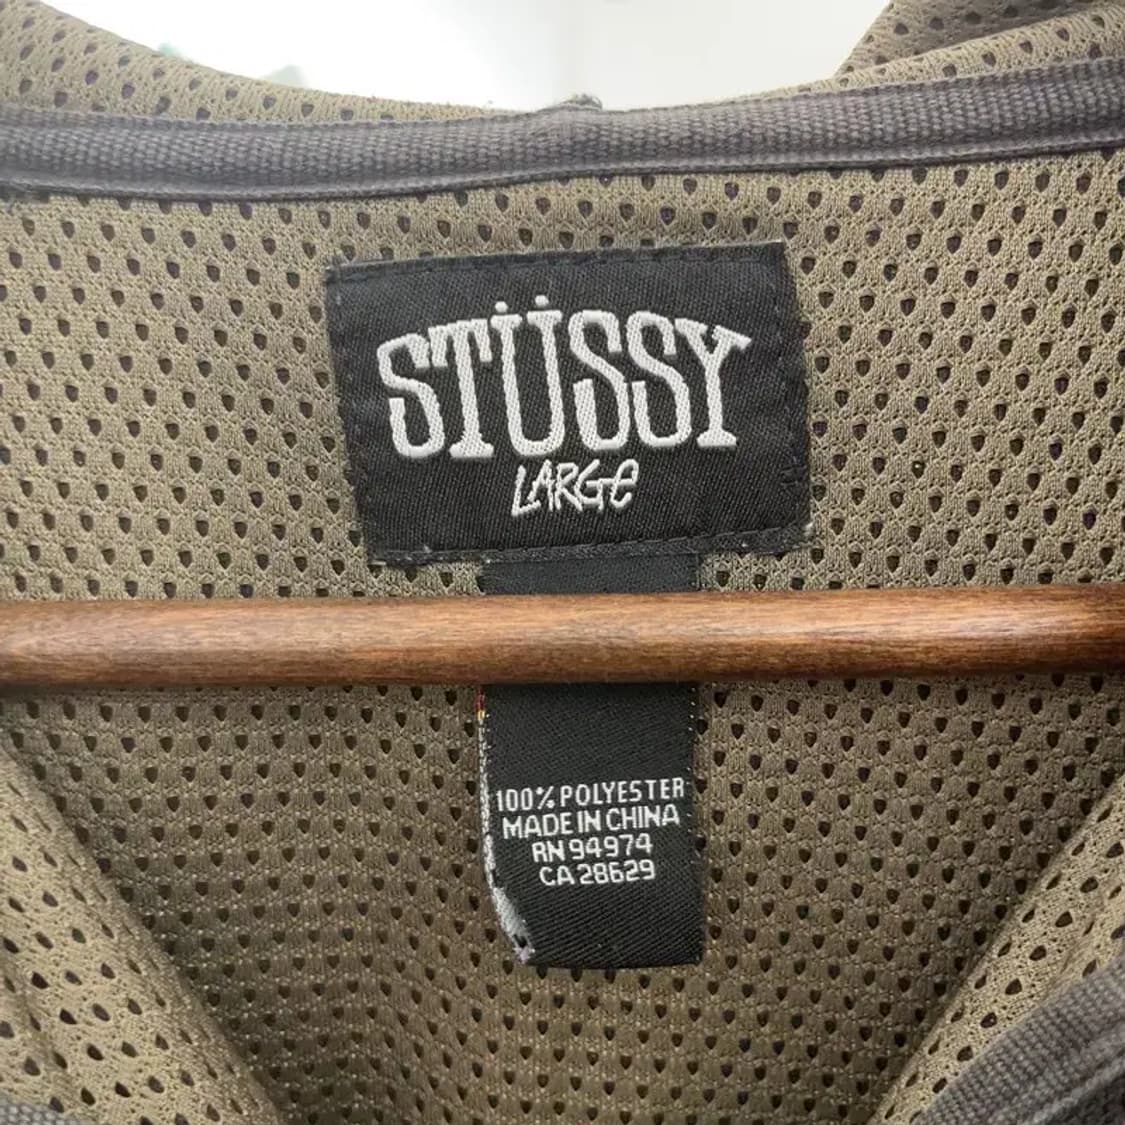 STÜSSY
LARGe
100% POLYESTER
MADE IN CHINA
RN 94974
CA 28629